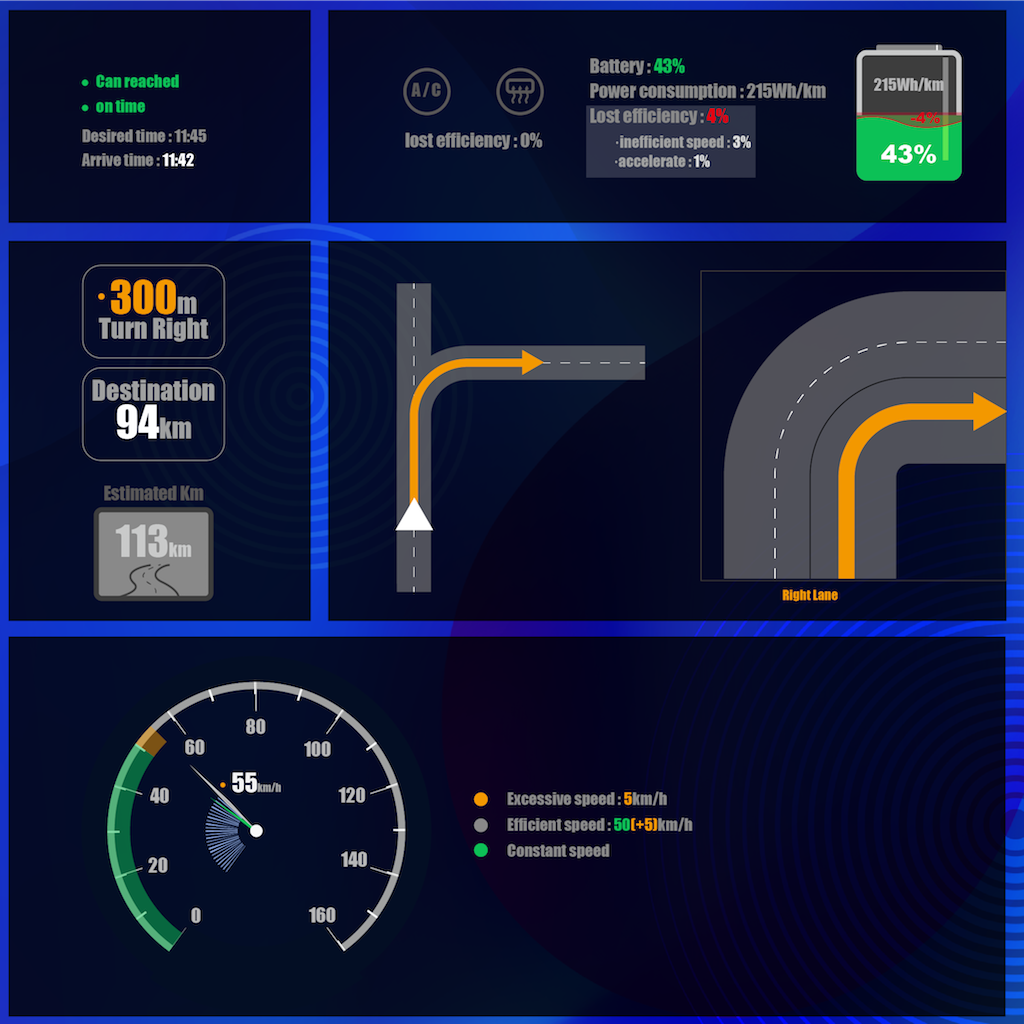 Can reached
on time
Desired time : 11:45
Arrive time : 11:42
A/C
lost efficiency : 0%
Battery : 43%
Power consumption : 215Wh/km
Lost efficiency : 4%
·inefficient speed : 3%
·accelerate : 1%
215Wh/km
-4%
43%
300m
Turn Right
Destination
94km
Estimated Km
113km
Right Lane
80
60
100
55km/h
40
120
20
140
0
160
Excessive speed : 5km/h
Efficient speed : 50(+5)km/h
Constant speed